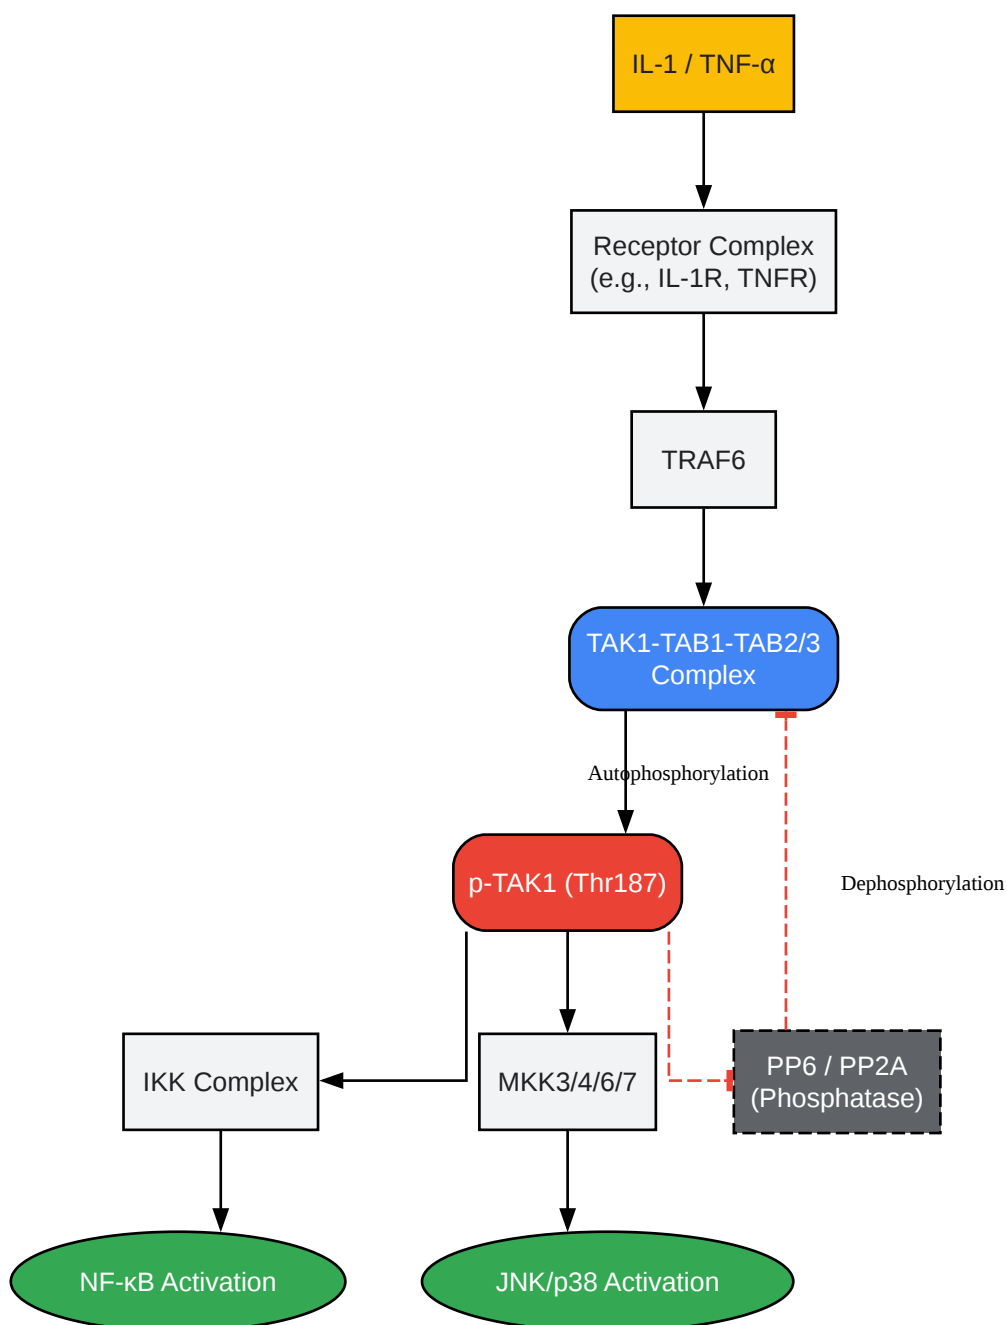 IL-1 / TNF-α
Receptor Complex
(e.g., IL-1R, TNFR)
TRAF6
TAK1-TAB1-TAB2/3
Complex
Autophosphorylation
p-TAK1 (Thr187)
Dephosphorylation
IKK Complex
MKK3/4/6/7
PP6 / PP2A
(Phosphatase)
NF-κB Activation
JNK/p38 Activation